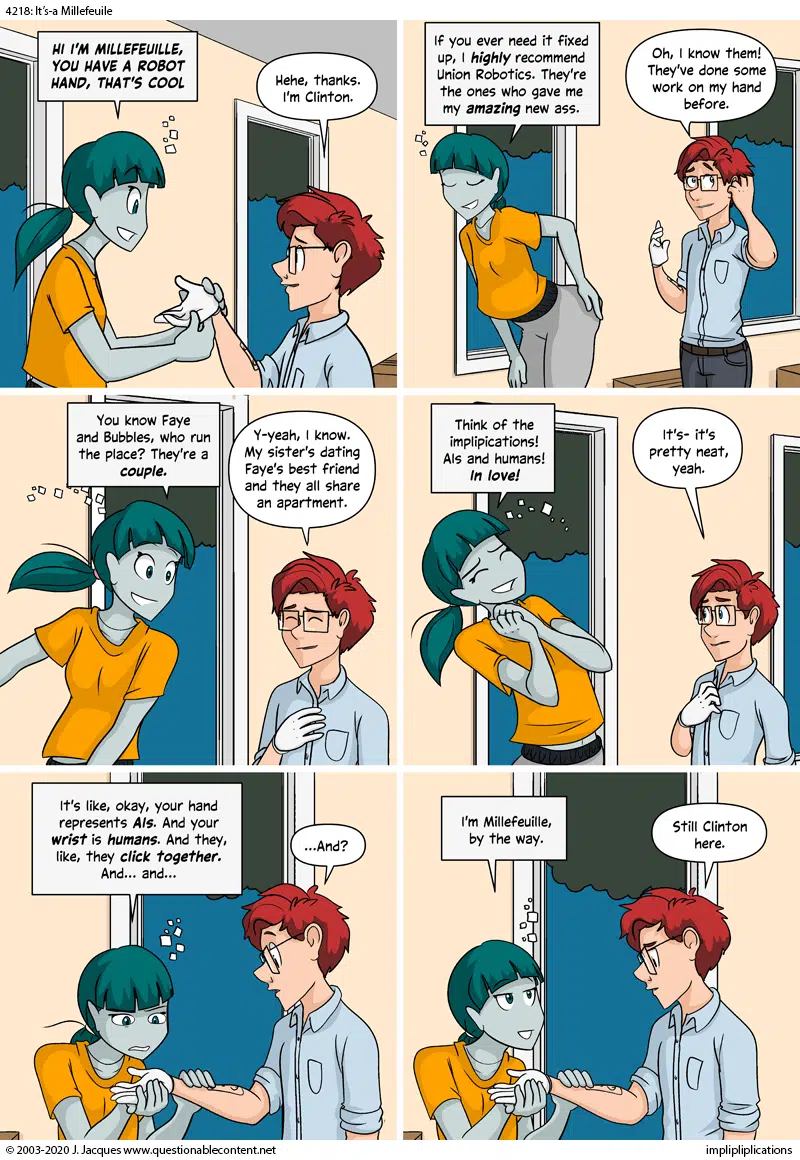 4218: It's-a Millefeuile
HI I'M MILLEFEUILLE,
YOU HAVE A ROBOT
HAND, THAT'S COOL
Hehe, thanks.
I'm Clinton.
If you ever need it fixed
up, I highly recommend
Union Robotics. They're
the ones who gave me
my amazing new ass.
Oh, I know them!
They've done some
work on my hand
before.
You know Faye
and Bubbles, who run
the place? They're a
couple.
Y-yeah, I know.
My sister's dating
Faye's best friend
and they all share
an apartment.
Think of the
implipications!
AIs and humans!
In love!
It's- it's
pretty neat,
yeah.
It's like, okay, your hand
represents AIs. And your
wrist is humans. And they,
like, they click together.
And... and...
...And?
I'm Millefeuille,
by the way.
Still Clinton
here.
© 2003-2020 J. Jacques www.questionablecontent.net
implipliplications